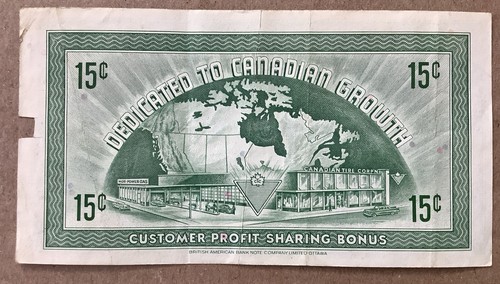 15¢ 15¢
DEDICATED TO CANADIAN GROWTH
CANADIAN TIRE CORPN
15¢ 15¢
CUSTOMER PROFIT SHARING BONUS
BRITISH AMERICAN BANK NOTE COMPANY LIMITED OTTAWA